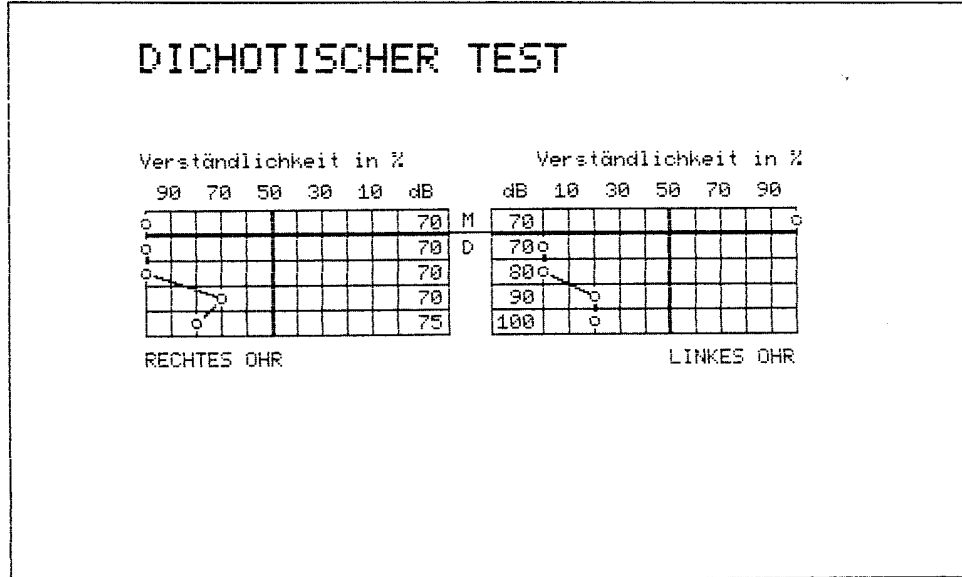 DICHOTISCHER TEST
Verständlichkeit in % Verständlichkeit in %
90 70 50 30 10 dB dB 10 30 50 70 90
70 M 70
70 D 70
70 80
70 90
75 100
RECHTES OHR LINKES OHR